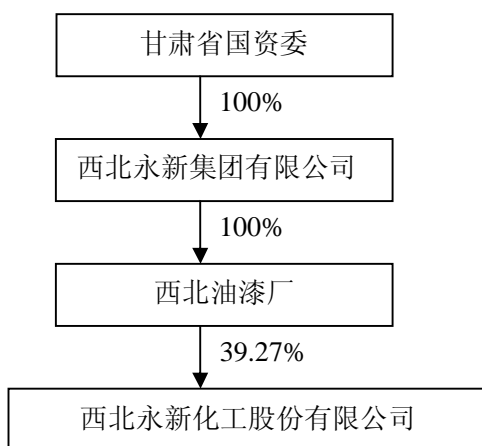 甘肃省国资委
100%
西北永新集团有限公司
100%
西北油漆厂
39.27%
西北永新化工股份有限公司